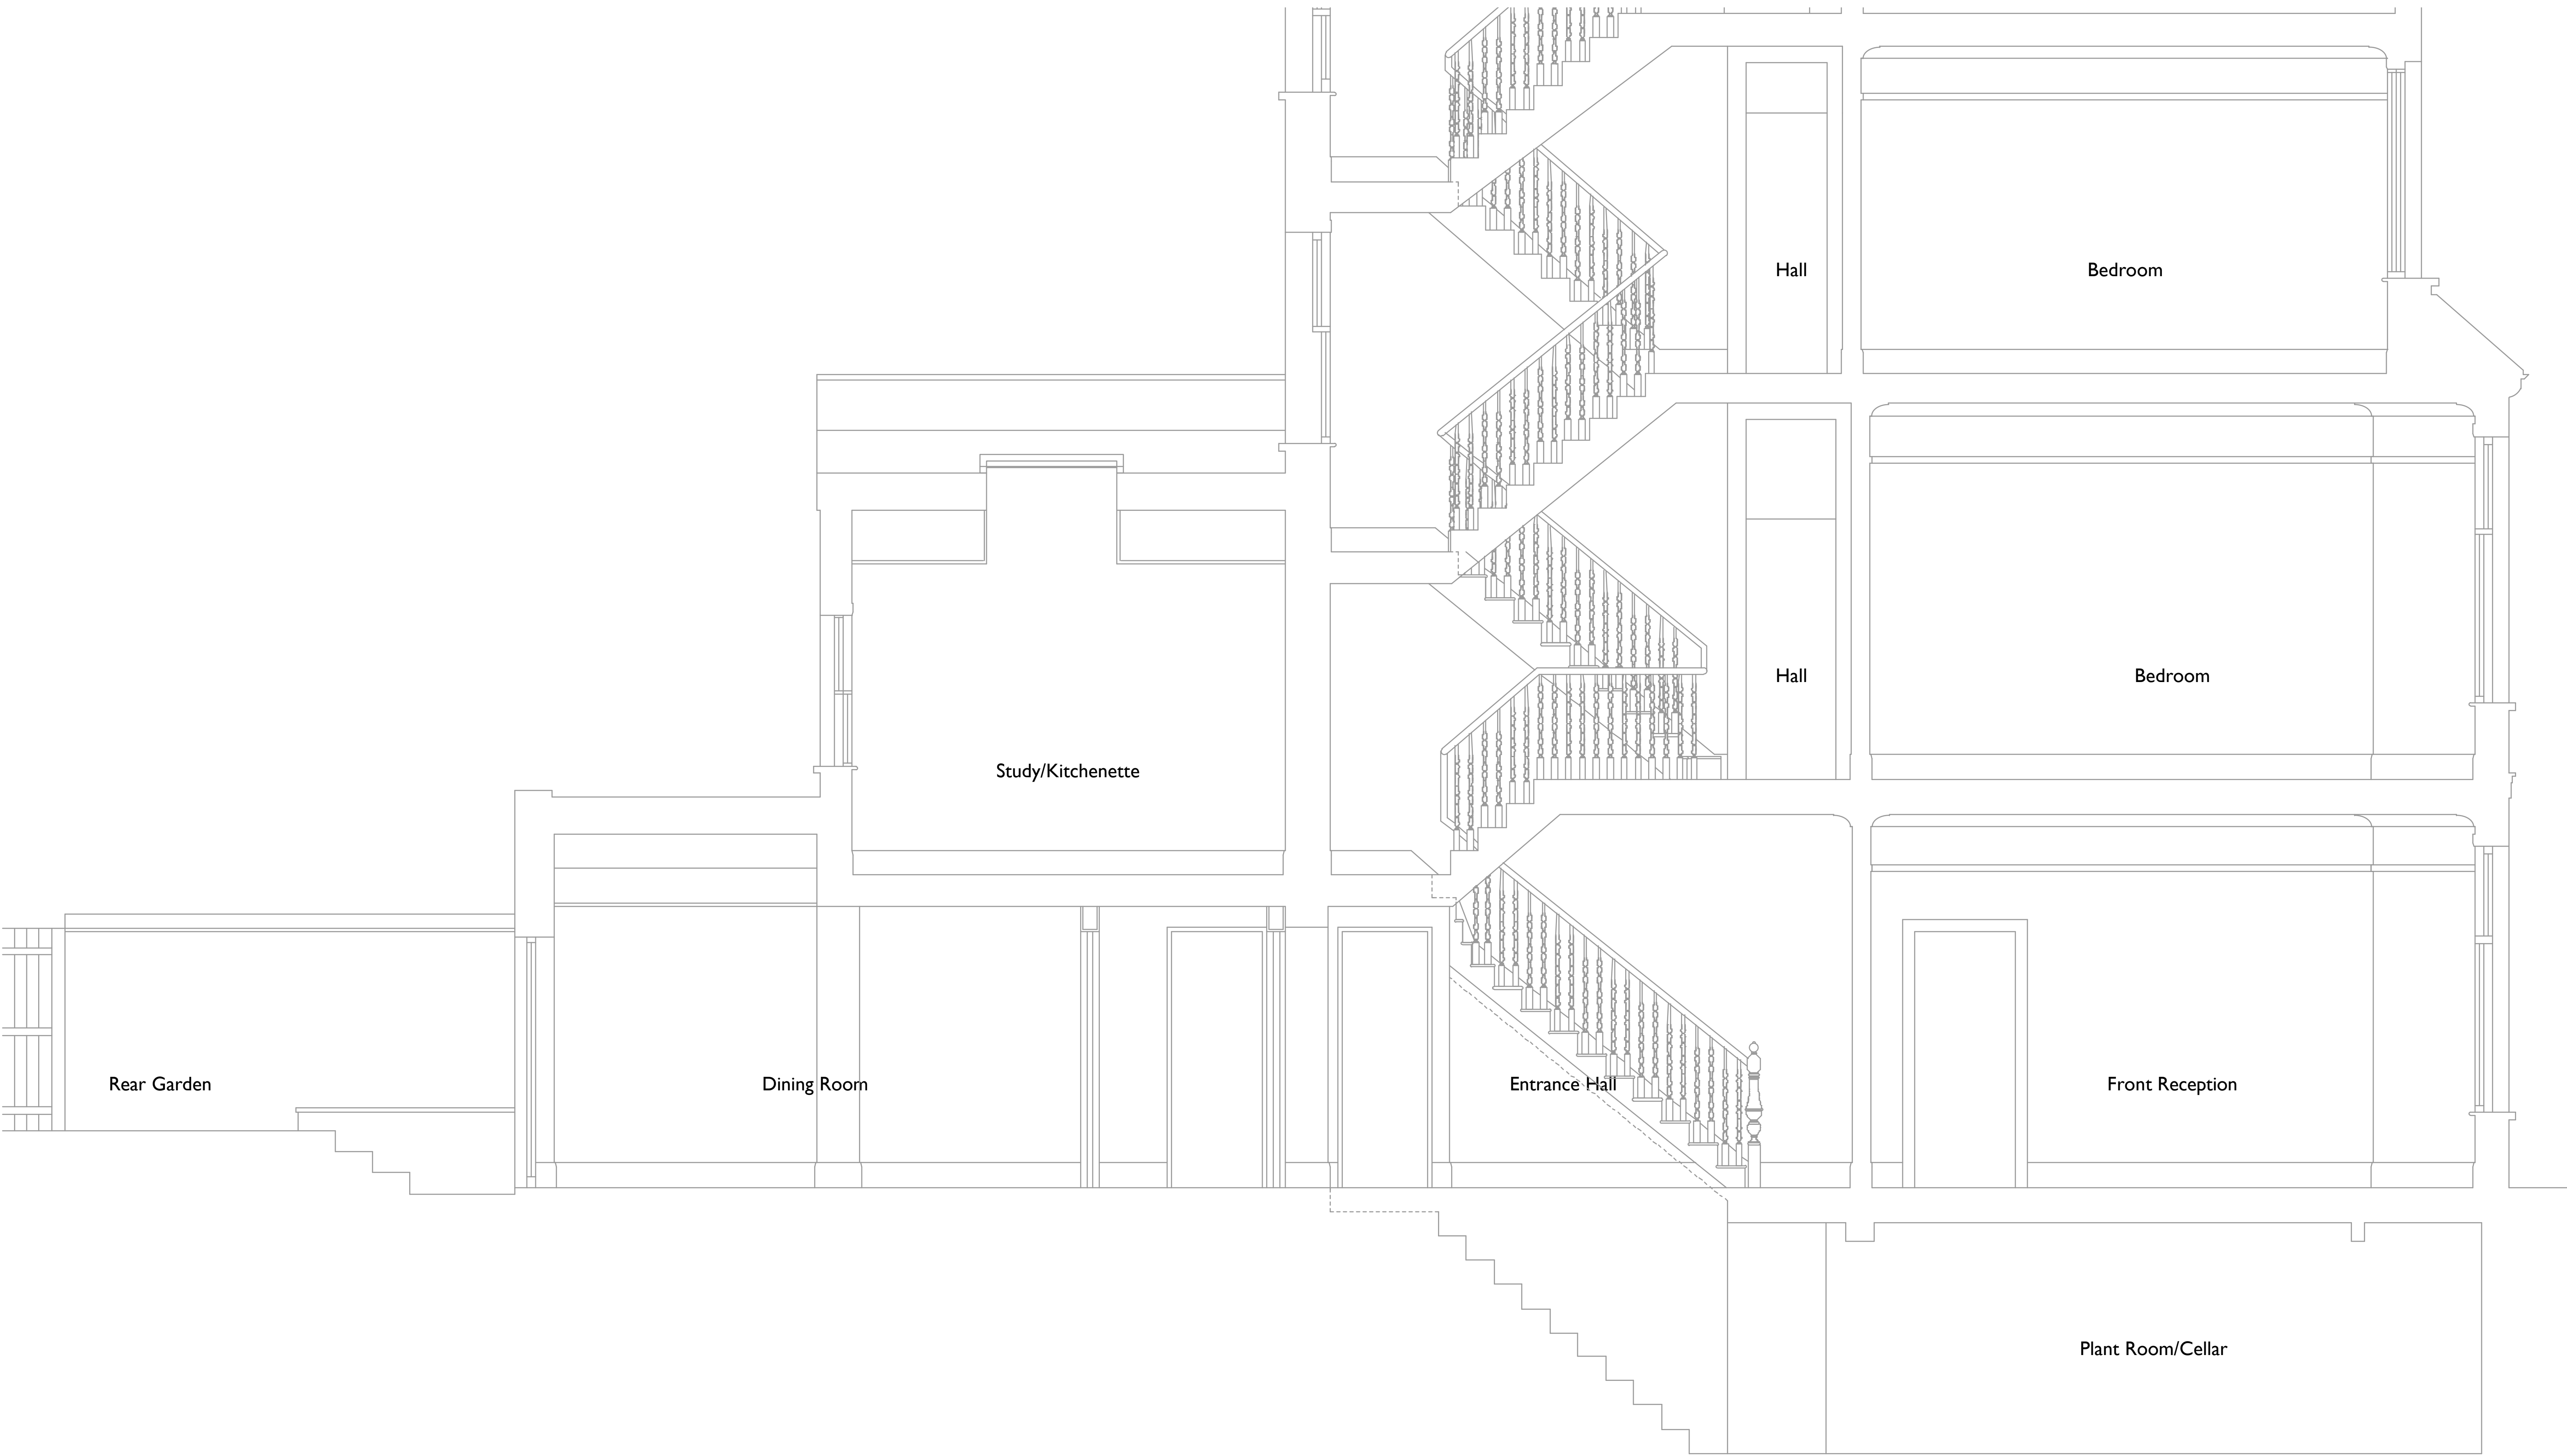 Hall
Bedroom
Hall
Bedroom
Study/Kitchenette
Rear Garden
Dining Room
Entrance Hall
Front Reception
Plant Room/Cellar